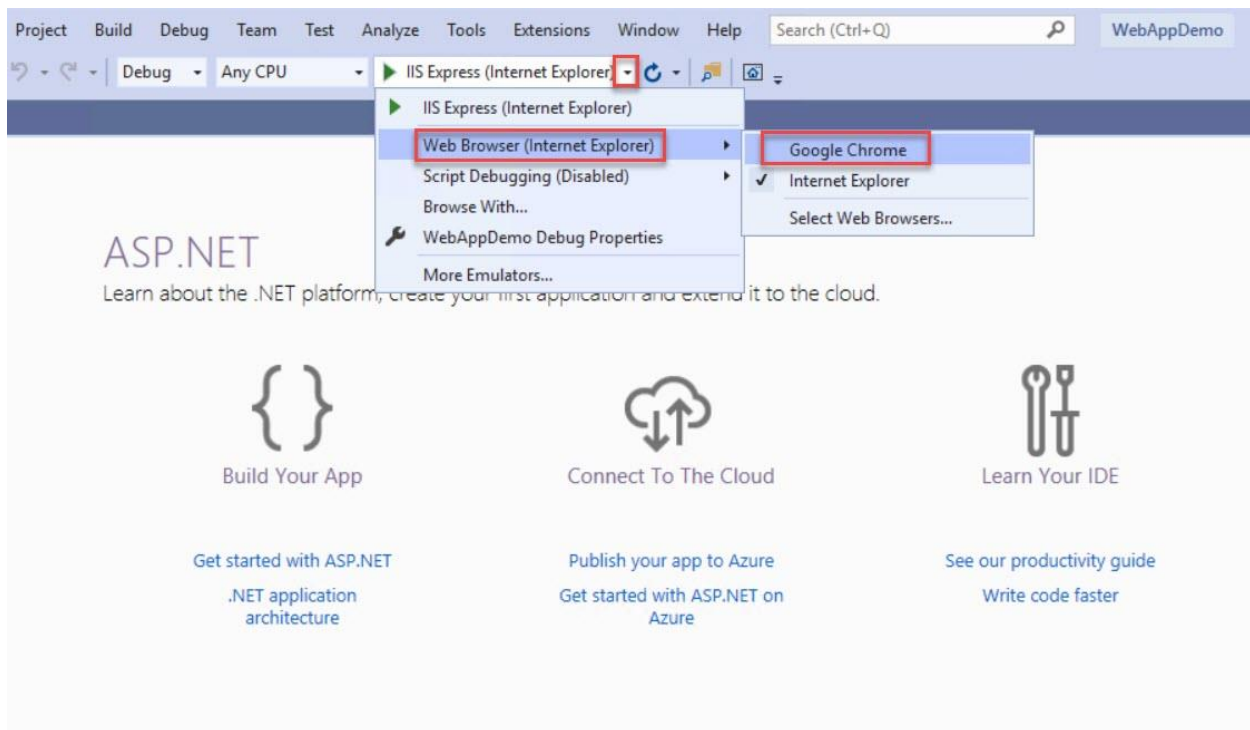 Project Build Debug Team Test Analyze Tools Extensions Window Help Search (Ctrl+Q) WebAppDemo
Debug Any CPU IIS Express (Internet Explorer)
IIS Express (Internet Explorer)
Web Browser (Internet Explorer)
Google Chrome
Script Debugging (Disabled)
Internet Explorer
Browse With...
Select Web Browsers...
WebAppDemo Debug Properties
More Emulators...
ASP.NET
Learn about the .NET platform, create your first application and extend it to the cloud.
Build Your App
Connect To The Cloud
Learn Your IDE
Get started with ASP.NET
Publish your app to Azure
See our productivity guide
.NET application
architecture
Get started with ASP.NET on
Azure
Write code faster